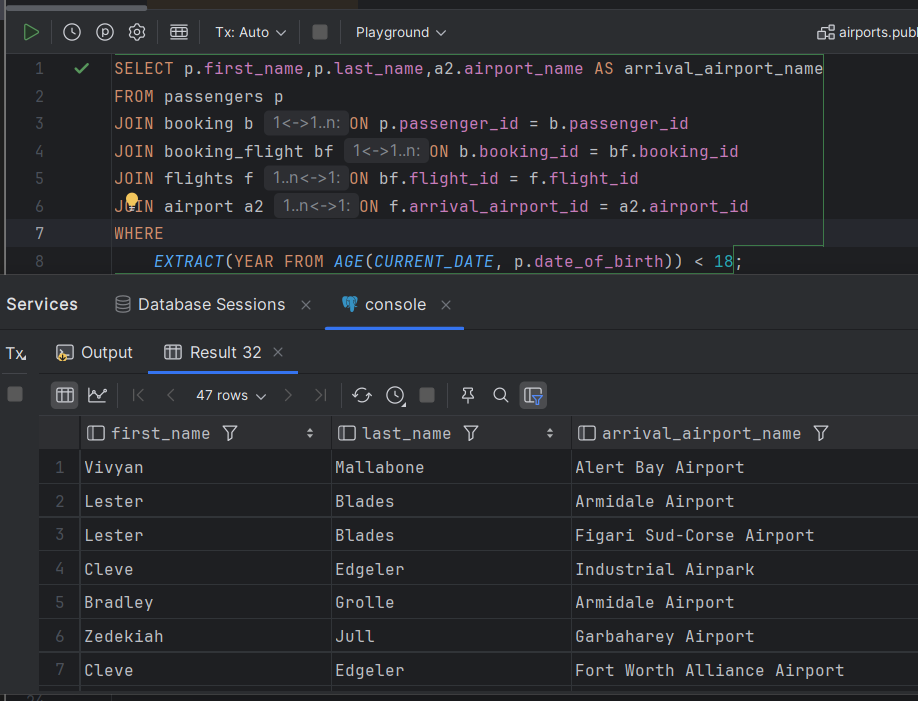 Tx: Auto Playground airports.publ
1 SELECT p.first_name,p.last_name,a2.airport_name AS arrival_airport_name
2 FROM passengers p
3 JOIN booking b 1<->1..n: ON p.passenger_id = b.passenger_id
4 JOIN booking_flight bf 1<->1..n: ON b.booking_id = bf.booking_id
5 JOIN flights f 1..n<->1: ON bf.flight_id = f.flight_id
6 JOIN airport a2 1..n<->1: ON f.arrival_airport_id = a2.airport_id
7 WHERE
8 EXTRACT(YEAR FROM AGE(CURRENT_DATE, p.date_of_birth)) < 18;
Services Database Sessions × console ×
Tx Output Result 32 ×
47 rows
first_name last_name arrival_airport_name
1 Vivyan Mallabone Alert Bay Airport
2 Lester Blades Armidale Airport
3 Lester Blades Figari Sud-Corse Airport
4 Cleve Edgeler Industrial Airpark
5 Bradley Grolle Armidale Airport
6 Zedekiah Jull Garbaharey Airport
7 Cleve Edgeler Fort Worth Alliance Airport